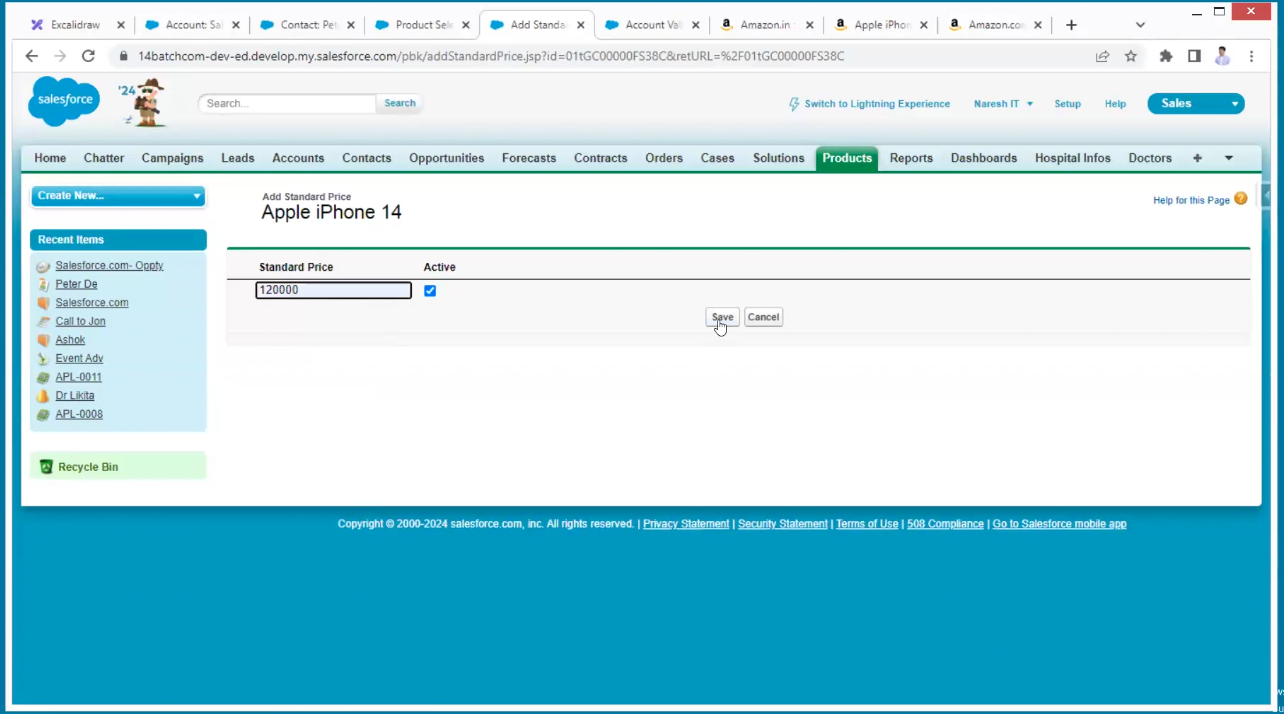 Excalidraw
Account: Sa
Contact: Pet
Product Sele
Add Standa
Account Val
Amazon.in
Apple iPhon
Amazon.co
14batchcom-dev-ed.develop.my.salesforce.com/pbk/addStandardPrice.jsp?id=01tGC00000FS38C&retURL=%2F01tGC00000FS38C
salesforce
'24
Search...
Search
Switch to Lightning Experience
Naresh IT
Setup
Help
Sales
Home Chatter Campaigns Leads Accounts Contacts Opportunities Forecasts Contracts Orders Cases Solutions Products Reports Dashboards Hospital Infos Doctors +
Create New...
Add Standard Price
Apple iPhone 14
Help for this Page
Recent Items
Salesforce.com- Oppty
Peter De
Salesforce.com
Call to Jon
Ashok
Event Adv
APL-0011
Dr Likita
APL-0008
Recycle Bin
Standard Price Active
120000
Save Cancel
Copyright © 2000-2024 salesforce.com, inc. All rights reserved. | Privacy Statement | Security Statement | Terms of Use | 508 Compliance | Go to Salesforce mobile app